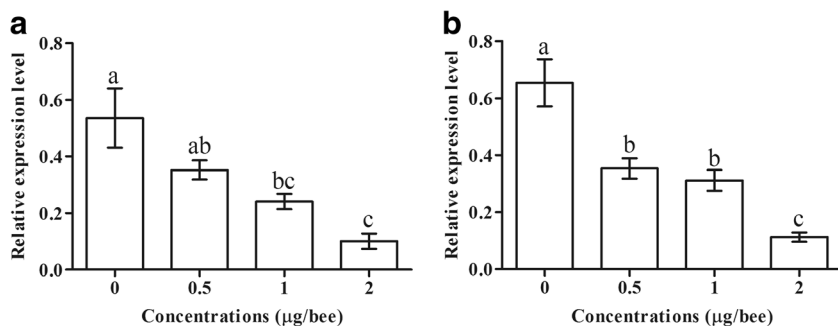 a
Relative expression level
0.8
0.6
0.4
0.2
0.0
a
ab
bc
c
0 0.5 1 2
Concentrations (μg/bee)
b
Relative expression level
0.8
0.6
0.4
0.2
0.0
a
b
b
c
0 0.5 1 2
Concentrations (μg/bee)